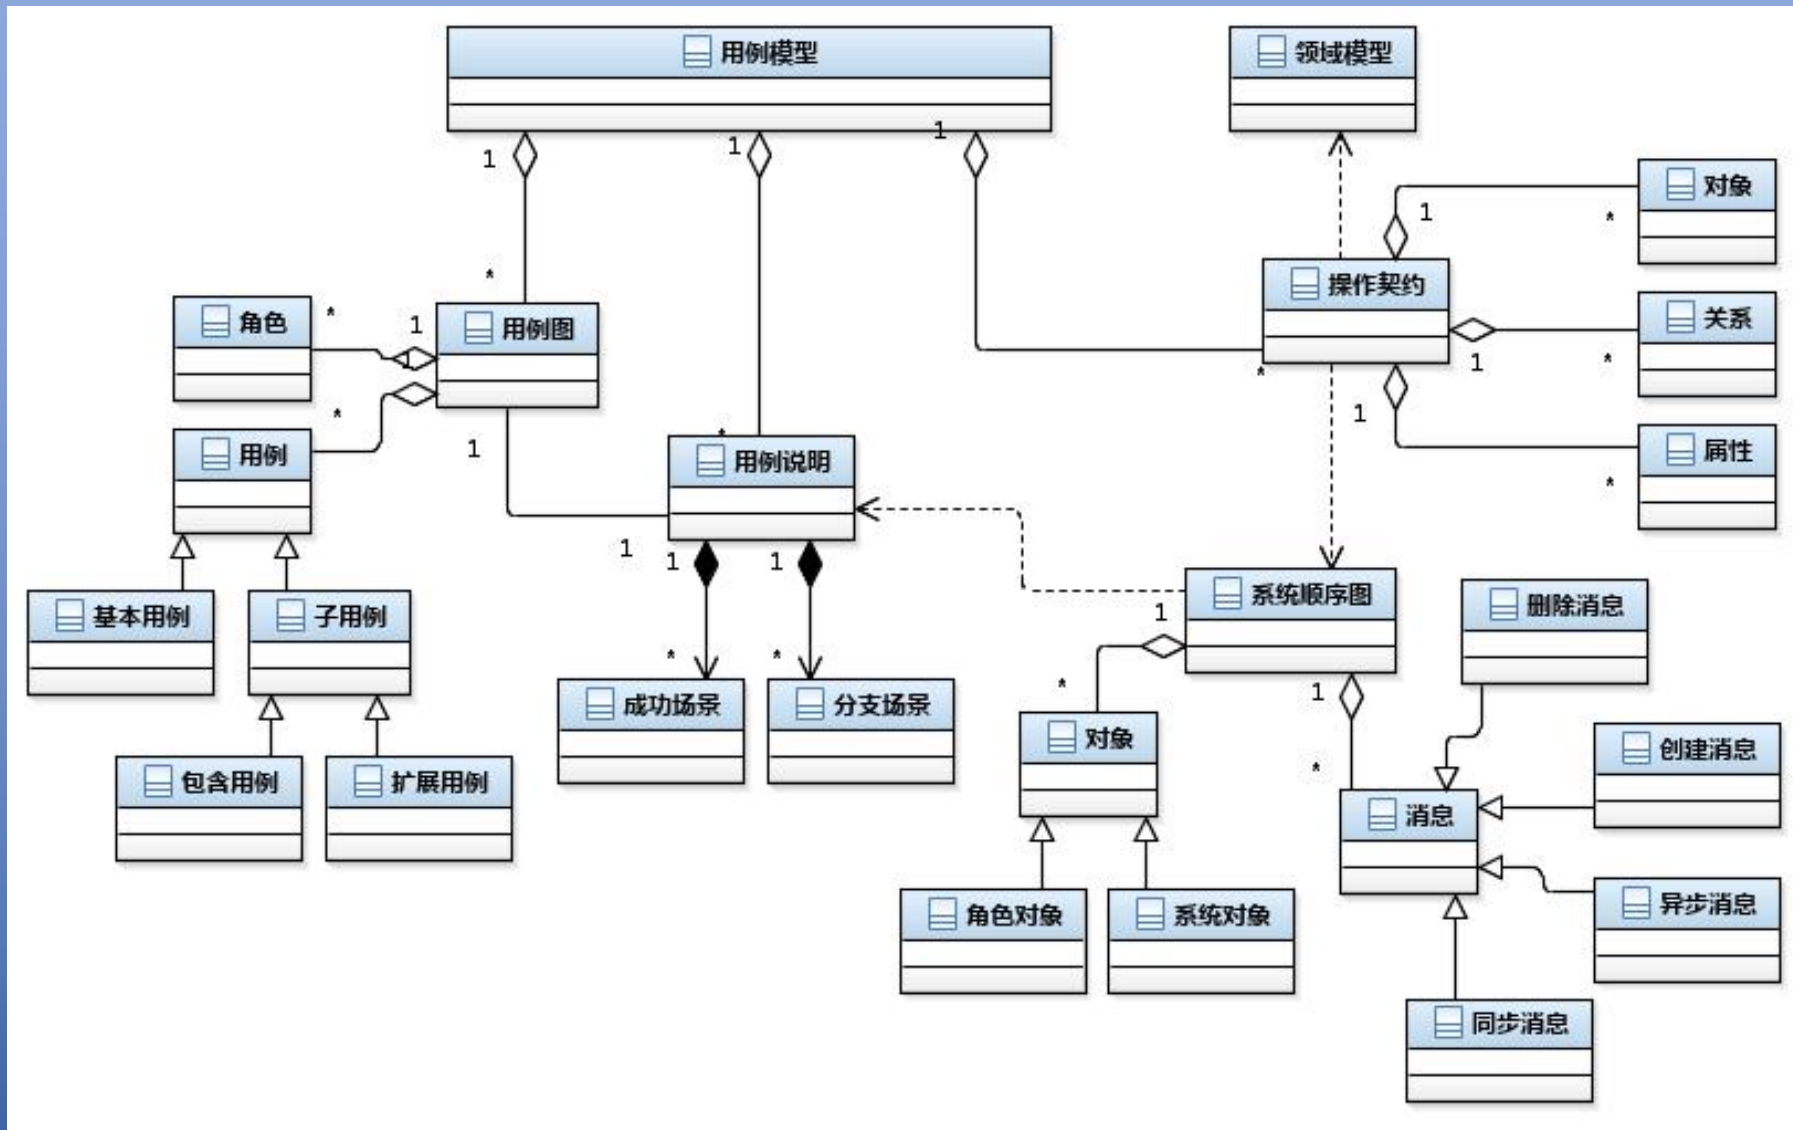 用例模型
领域模型
1
1
1
对象
1
*
*
操作契约
角色
*
1
用例图
关系
1
*
1
*
*
用例
1
*
用例说明
1
属性
*
1
1
1
*
*
基本用例
子用例
系统顺序图
删除消息
1
*
1
*
成功场景
分支场景
对象
创建消息
包含用例
扩展用例
消息
角色对象
系统对象
异步消息
同步消息